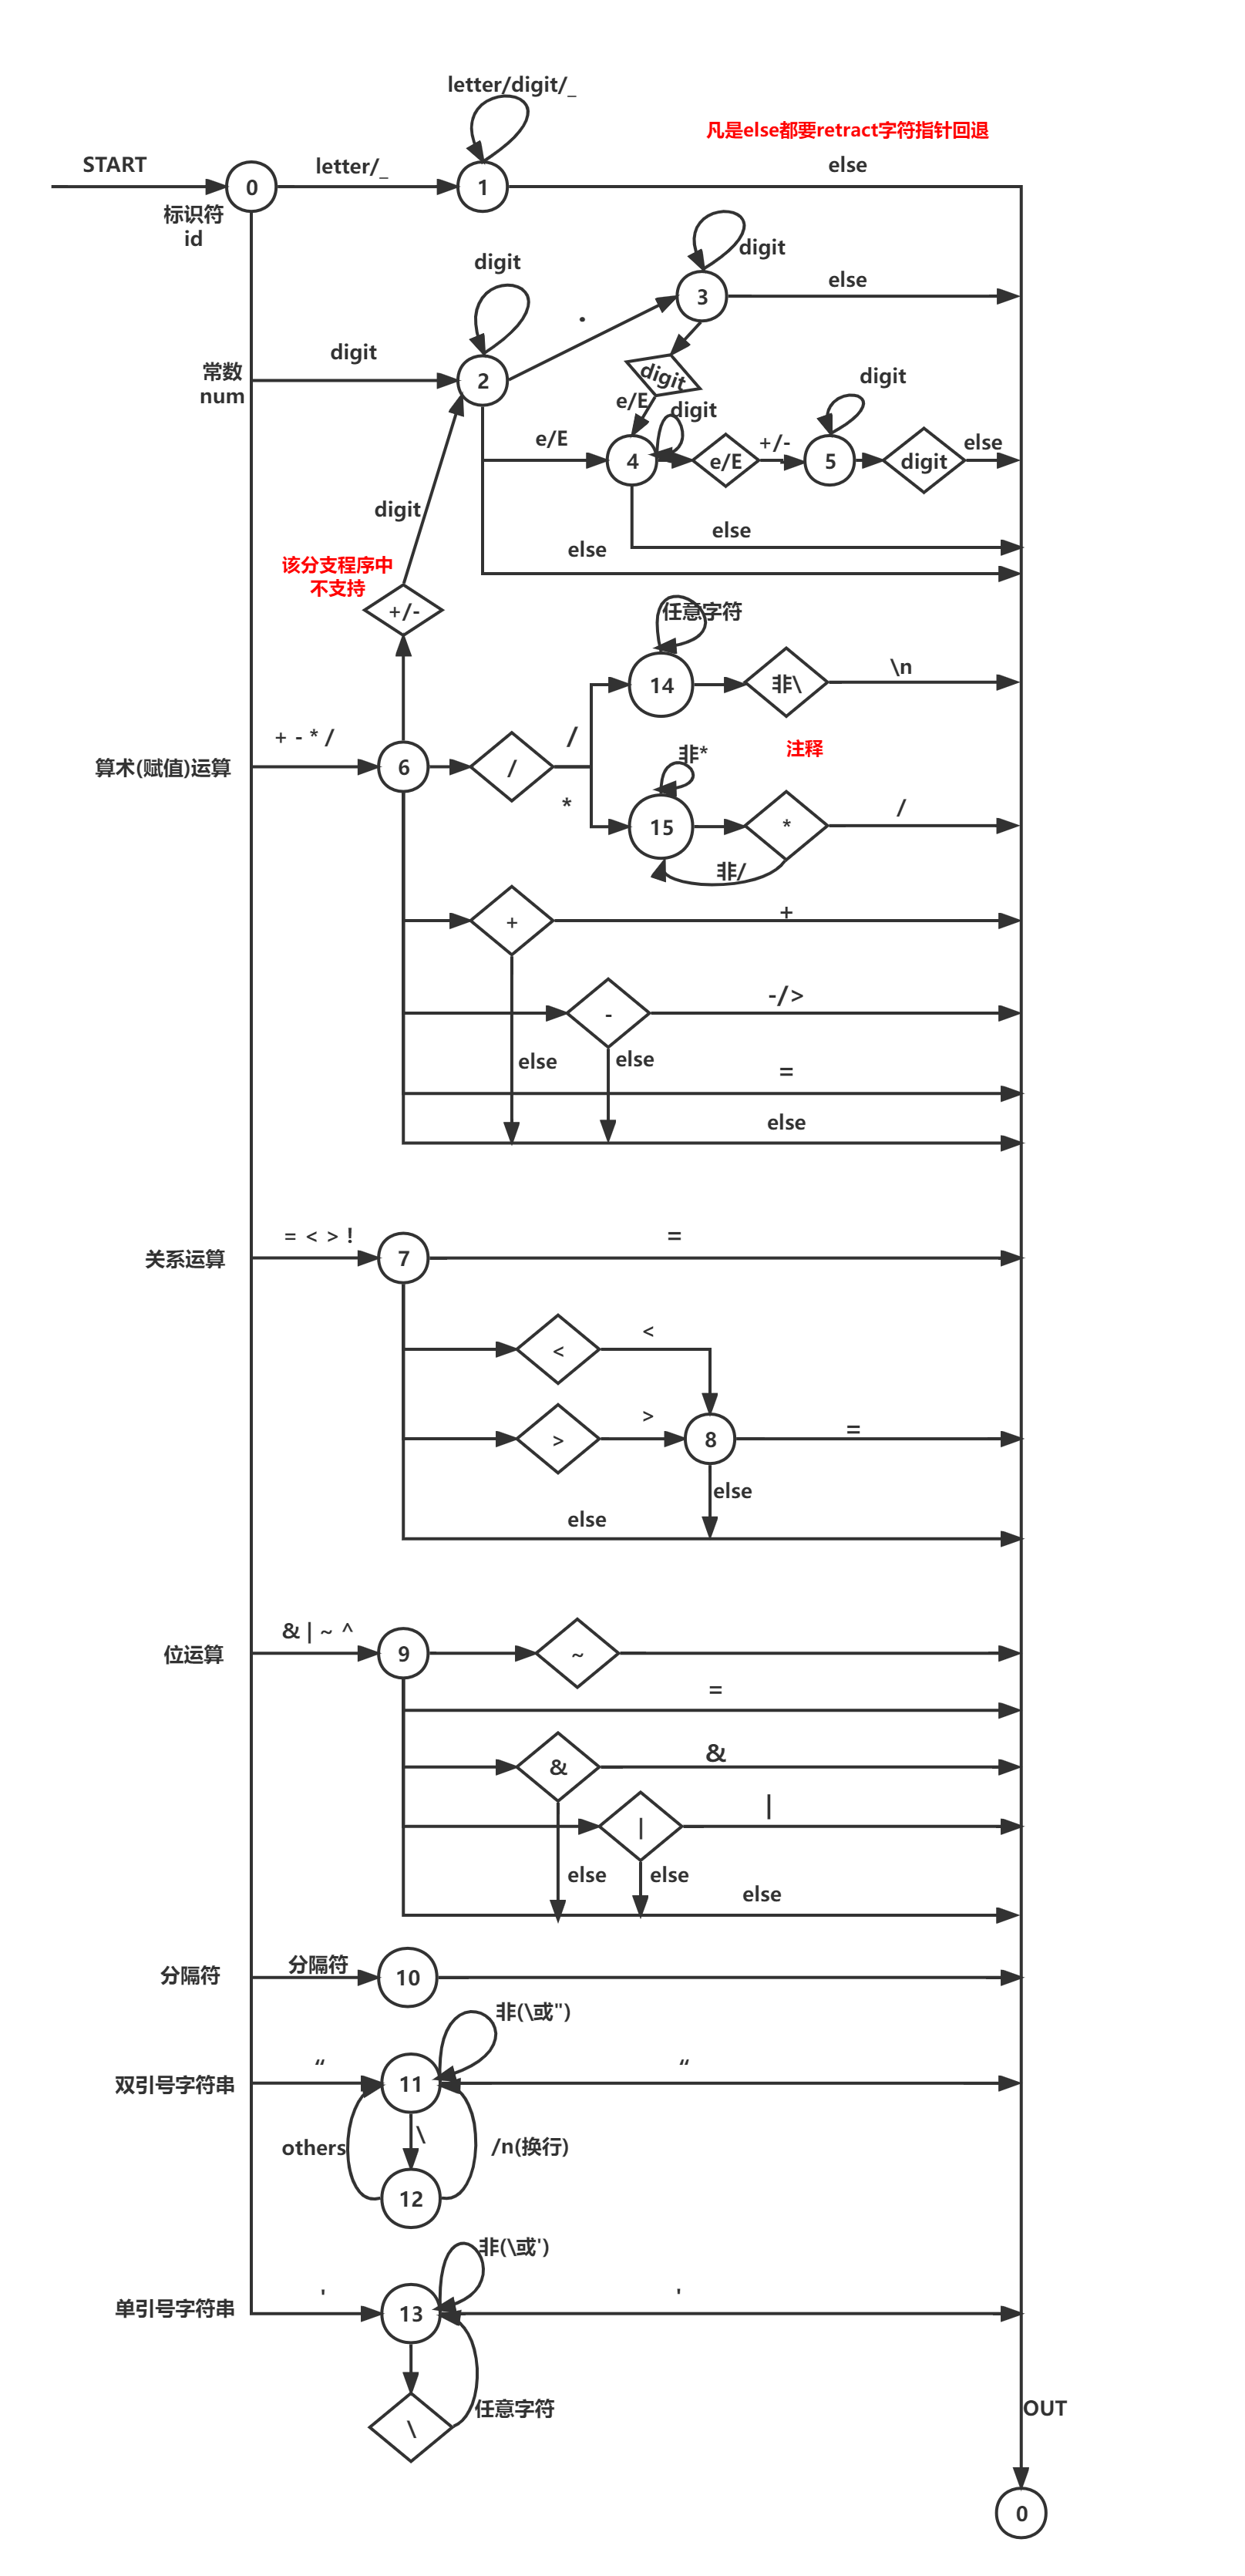 letter/digit/_
凡是else都要retract字符指针回退
START
letter/_
else
0
1
标识符
id
digit
digit
digit
else
3
.
digit
常数
num
2
digit
digit
e/E
digit
e/E
+/-
else
4
e/E
5
digit
digit
else
else
该分支程序中
不支持
+/-
任意字符
14
非\
\n
+ - * /
/
非*
注释
算术(赋值)运算
6
/
*
15
*
/
非/
+
+
-/>
-
else
else
=
else
= < > !
=
关系运算
7
<
<
>
>
8
=
else
else
& | ~ ^
位运算
9
~
=
&
&
|
|
else
else
else
分隔符
分隔符
10
非(\或")
“
“
双引号字符串
11
others
\
/n(换行)
12
非(\或')
'
'
单引号字符串
13
任意字符
\
OUT
0